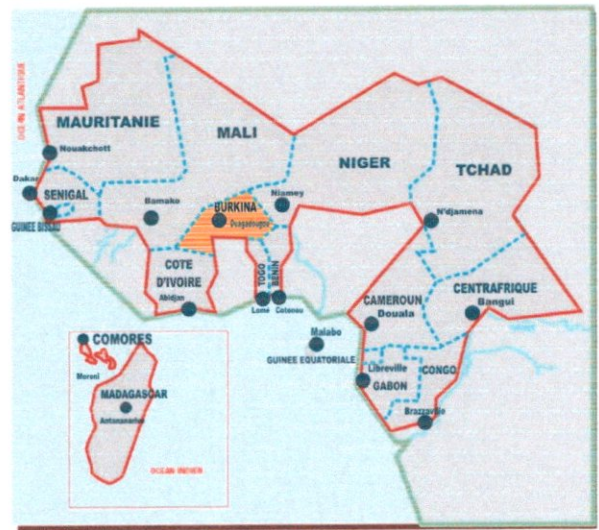 OCEAN ATLANTIQUE
MAURITANIE
MALI
NIGER
TCHAD
Nouakchott
Dakar
SENIGAL
GUINEE BISSAU
Bamako
BURKINA
Ouagadougou
Niamey
N'djamena
COTE
D'IVOIRE
Abidjan
TOGO
BENIN
Lomé
Cotonou
CAMEROUN
Douala
CENTRAFRIQUE
Bangui
Malabo
GUINEE EQUATORIALE
Libreville
GABON
CONGO
Brazzaville
COMORES
Moroni
MADAGASCAR
Antananarivo
OCEAN INDIEN